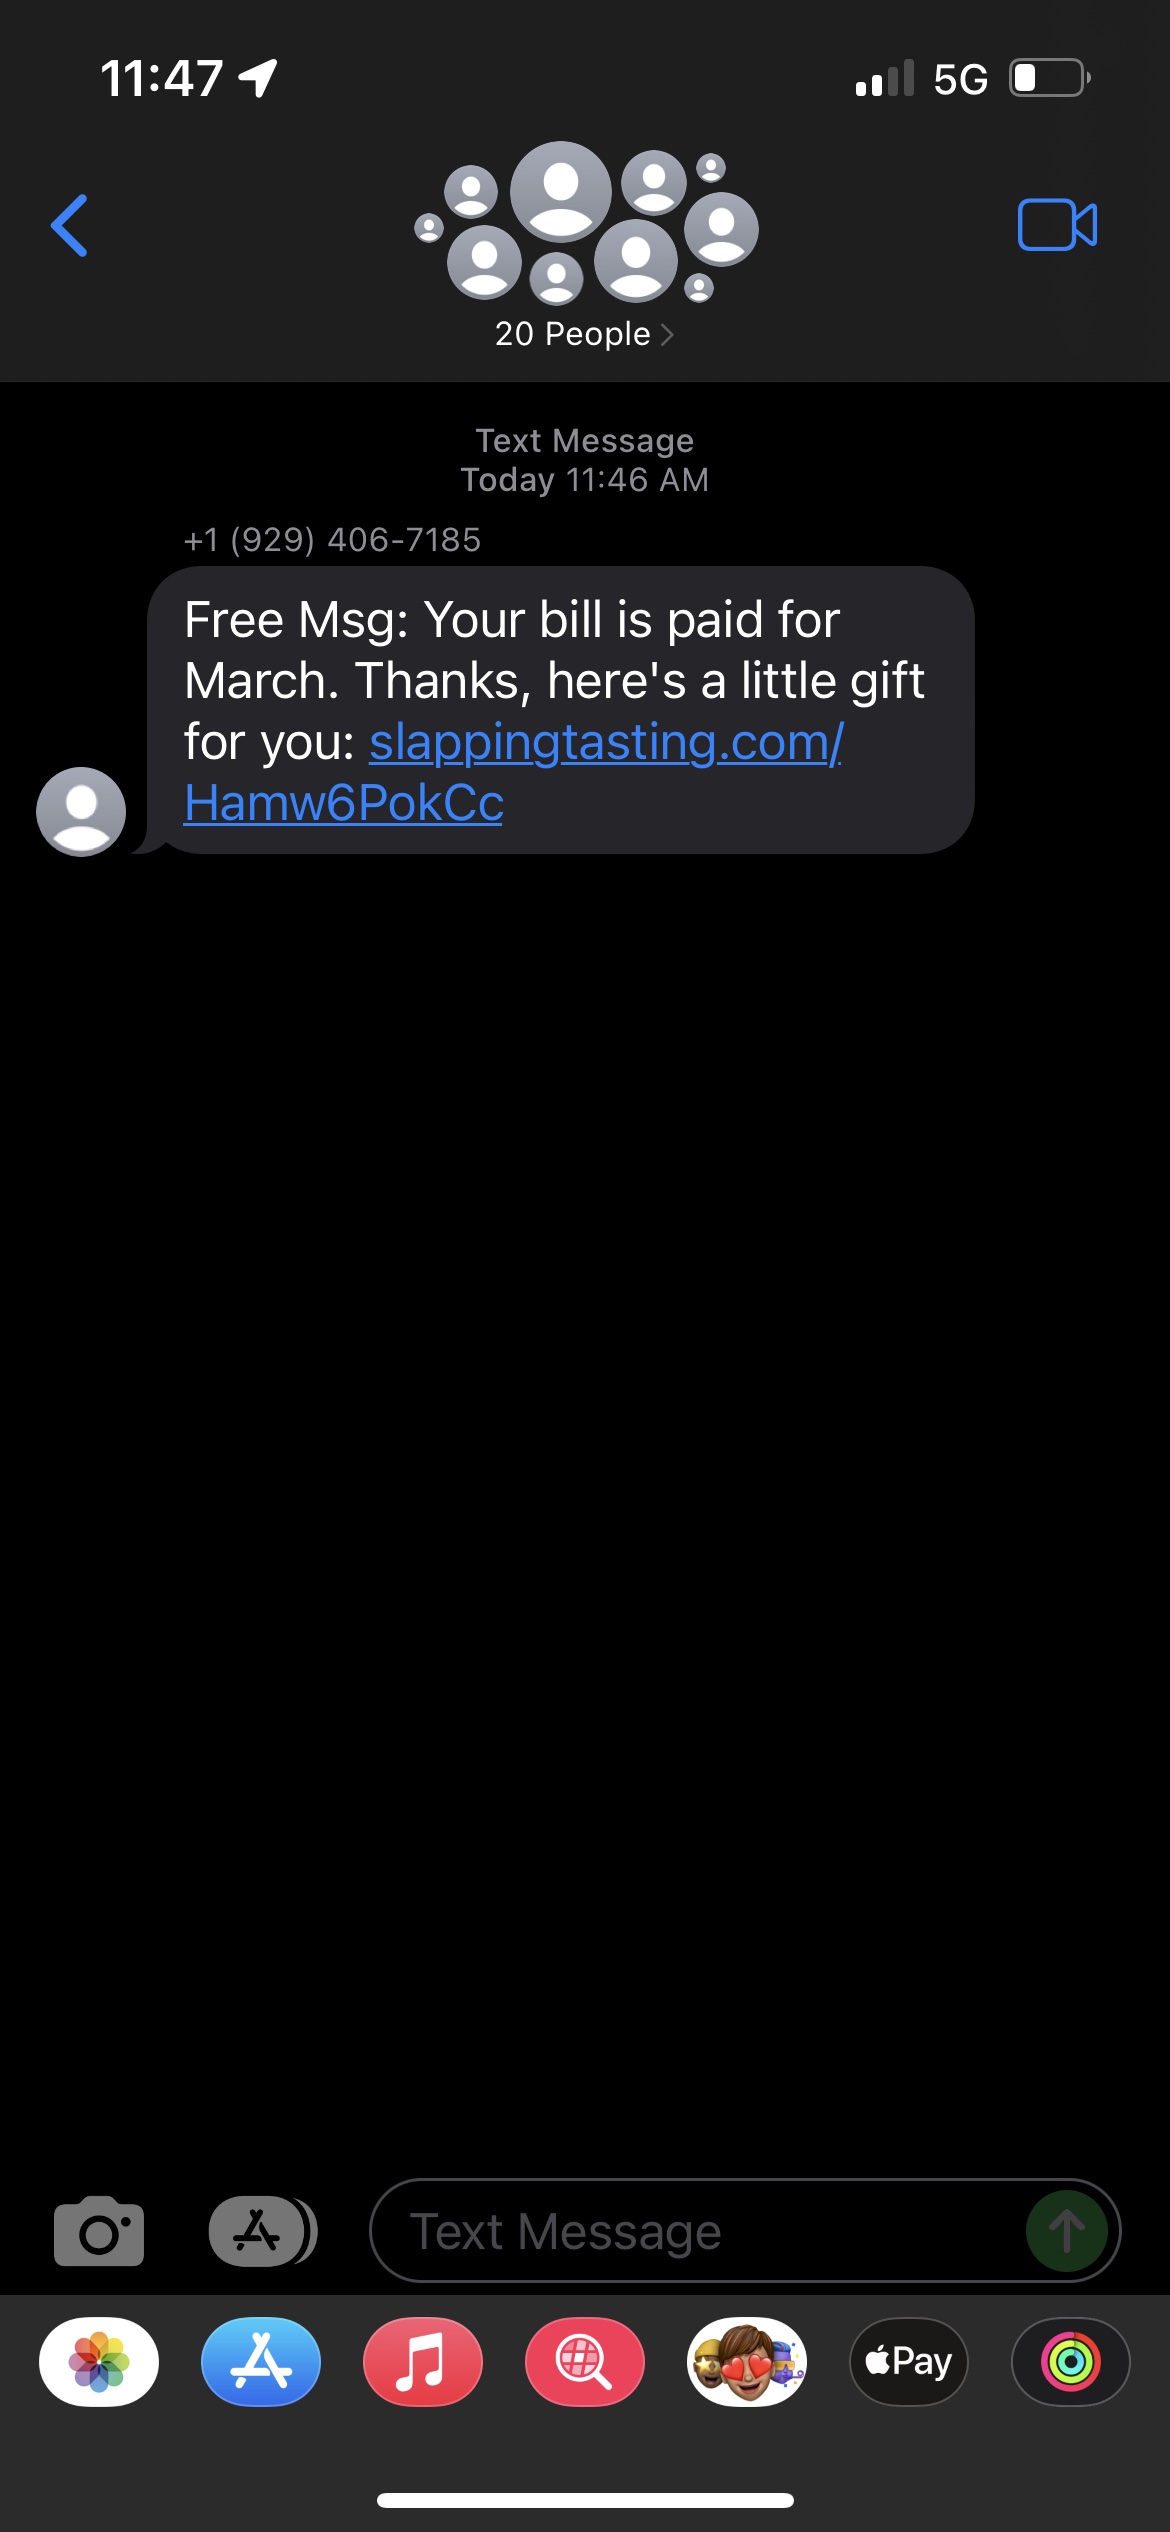 11:47 5G
20 People
Text Message
Today 11:46 AM
+1 (929) 406-7185
Free Msg: Your bill is paid for
March. Thanks, here's a little gift
for you: slappingtasting.com/
Hamw6PokCc
Text Message
Pay